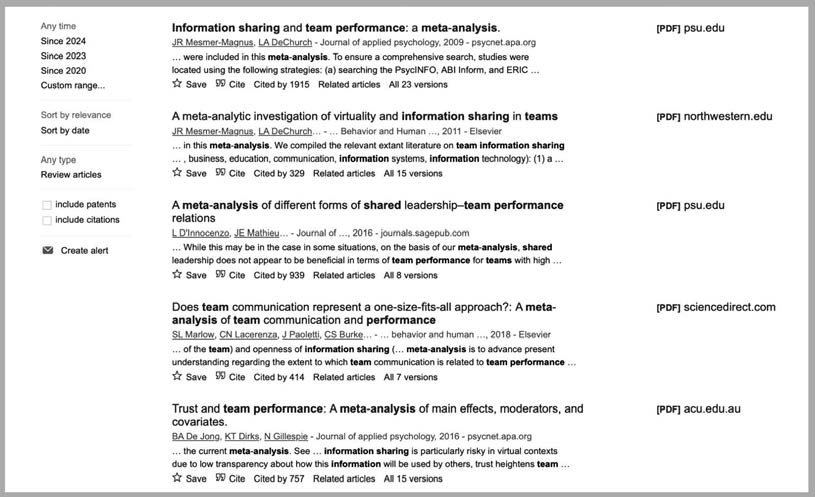 Any time
Since 2024
Since 2023
Since 2020
Custom range...
Sort by relevance
Sort by date
Any type
Review articles
include patents
include citations
Create alert
Information sharing and team performance: a meta-analysis.
[PDF] psu.edu
JR Mesmer-Magnus, LA DeChurch - Journal of applied psychology, 2009 - psycnet.apa.org
… were included in this meta-analysis. To ensure a comprehensive search, studies were
located using the following strategies: (a) searching the PsycINFO, ABI Inform, and ERIC …
Save Cite Cited by 1915 Related articles All 23 versions
A meta-analytic investigation of virtuality and information sharing in teams
[PDF] northwestern.edu
JR Mesmer-Magnus, LA DeChurch… - … Behavior and Human …, 2011 - Elsevier
… in this meta-analysis. We compiled the relevant extant literature on team information sharing
… , business, education, communication, information systems, information technology): (1) a …
Save Cite Cited by 329 Related articles All 15 versions
A meta-analysis of different forms of shared leadership–team performance
relations
[PDF] psu.edu
L D'Innocenzo, JE Mathieu… - Journal of …, 2016 - journals.sagepub.com
… While this may be in the case in some situations, on the basis of our meta-analysis, shared
leadership does not appear to be beneficial in terms of team performance for teams with high …
Save Cite Cited by 939 Related articles All 8 versions
Does team communication represent a one-size-fits-all approach?: A meta-
analysis of team communication and performance
[PDF] sciencedirect.com
SL Marlow, CN Lacerenza, J Paoletti, CS Burke… - … behavior and human …, 2018 - Elsevier
… of the team) and openness of information sharing (… meta-analysis is to advance present
understanding regarding the extent to which team communication is related to team performance …
Save Cite Cited by 414 Related articles All 7 versions
Trust and team performance: A meta-analysis of main effects, moderators, and
covariates.
[PDF] acu.edu.au
BA De Jong, KT Dirks, N Gillespie - Journal of applied psychology, 2016 - psycnet.apa.org
… the current meta-analysis. See … information sharing is particularly risky in virtual contexts
due to low transparency about how this information will be used by others, trust heightens team …
Save Cite Cited by 757 Related articles All 15 versions